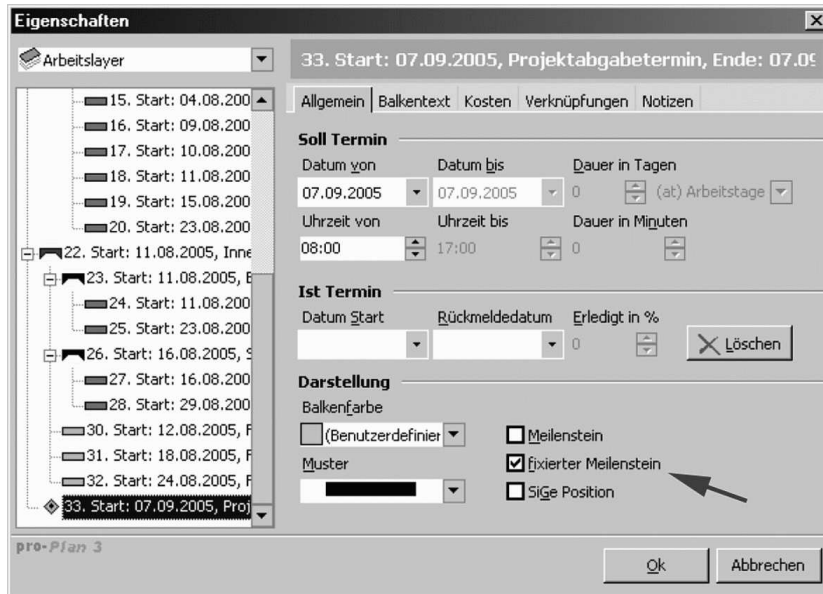 Eigenschaften
Arbeitslayer
15. Start: 04.08.200
16. Start: 09.08.200
17. Start: 10.08.200
18. Start: 11.08.200
19. Start: 15.08.200
20. Start: 23.08.200
22. Start: 11.08.2005, Inne
23. Start: 11.08.2005, E
24. Start: 11.08.200
25. Start: 23.08.200
26. Start: 16.08.2005, S
27. Start: 16.08.200
28. Start: 29.08.200
30. Start: 12.08.2005, F
31. Start: 18.08.2005, F
32. Start: 24.08.2005, F
33. Start: 07.09.2005, Proj
33. Start: 07.09.2005, Projektabgabetermin, Ende: 07.09
Allgemein Balkentext Kosten Verknüpfungen Notizen
Soll Termin
Datum von Datum bis Dauer in Tagen
07.09.2005 07.09.2005 0 (at) Arbeitstage
Uhrzeit von Uhrzeit bis Dauer in Minuten
08:00 17:00 0
Ist Termin
Datum Start Rückmeldedatum Erledigt in %
0 Löschen
Darstellung
Balkenfarbe
(Benutzerdefinier Meilenstein
Muster fixierter Meilenstein
SiGe Position
pro-Plan 3
Ok Abbrechen